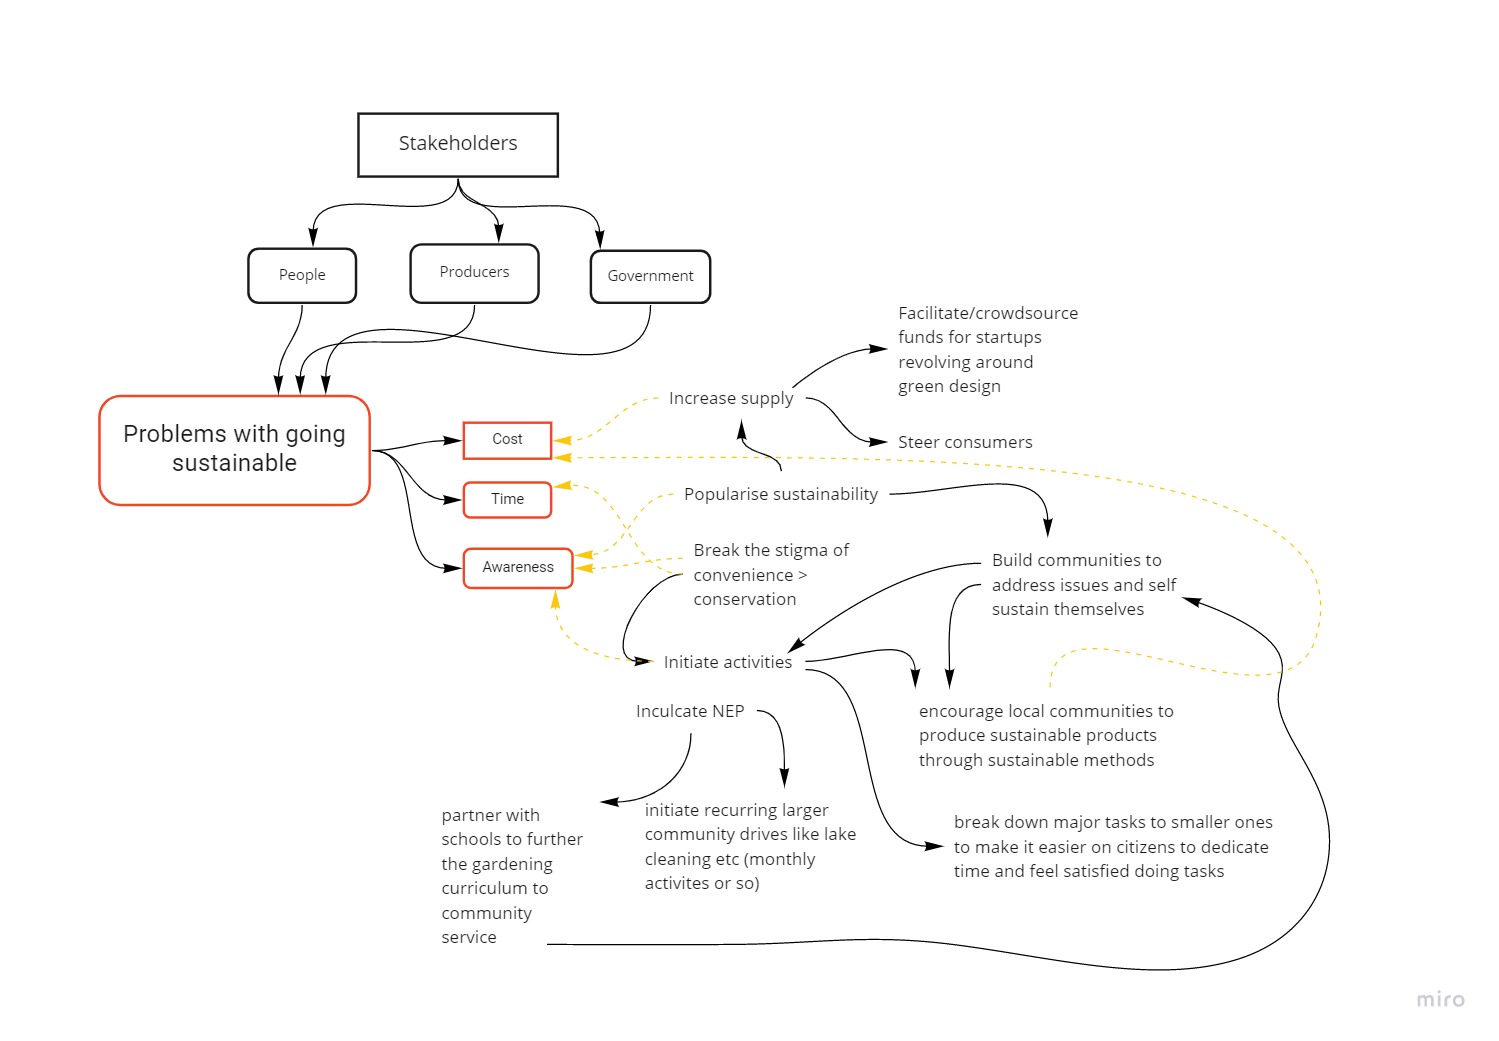 Stakeholders
People
Producers
Government
Problems with going
sustainable
Cost
Time
Awareness
Increase supply
Facilitate/crowdsource
funds for startups
revolving around
green design
Steer consumers
Popularise sustainability
Break the stigma of
convenience >
conservation
Build communities to
address issues and self
sustain themselves
Initiate activities
Inculcate NEP
encourage local communities to
produce sustainable products
through sustainable methods
partner with
schools to further
the gardening
curriculum to
community
service
initiate recurring larger
community drives like lake
cleaning etc (monthly
activites or so)
break down major tasks to smaller ones
to make it easier on citizens to dedicate
time and feel satisfied doing tasks
miro